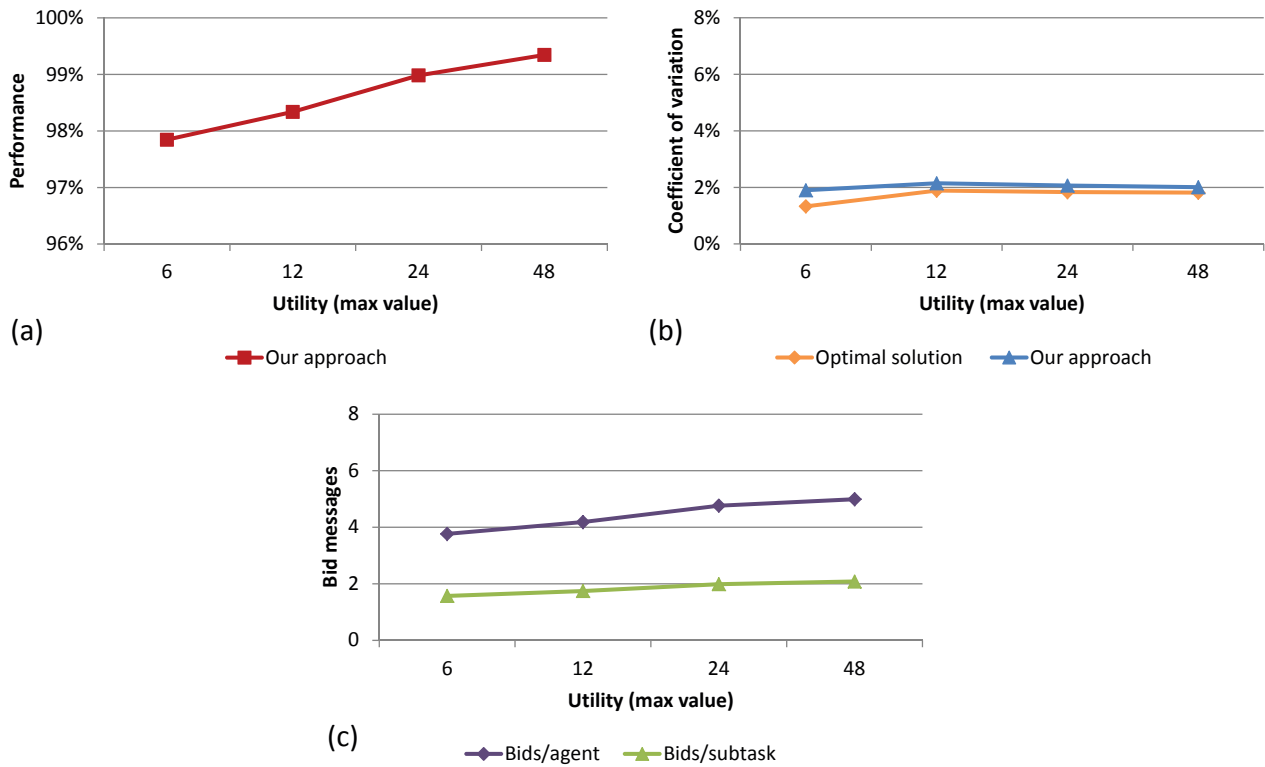 100%
99%
98%
97%
96%
Performance
6 12 24 48
Utility (max value)
(a)
Our approach
8%
6%
4%
2%
0%
Coefficient of variation
6 12 24 48
Utility (max value)
(b)
Optimal solution Our approach
8
6
4
2
0
Bid messages
6 12 24 48
Utility (max value)
(c)
Bids/agent Bids/subtask